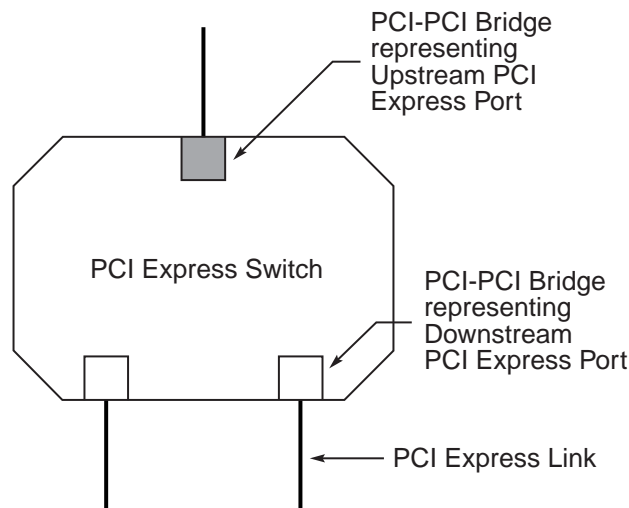 PCI-PCI Bridge
representing
Upstream PCI
Express Port
PCI Express Switch
PCI-PCI Bridge
representing
Downstream
PCI Express Port
PCI Express Link